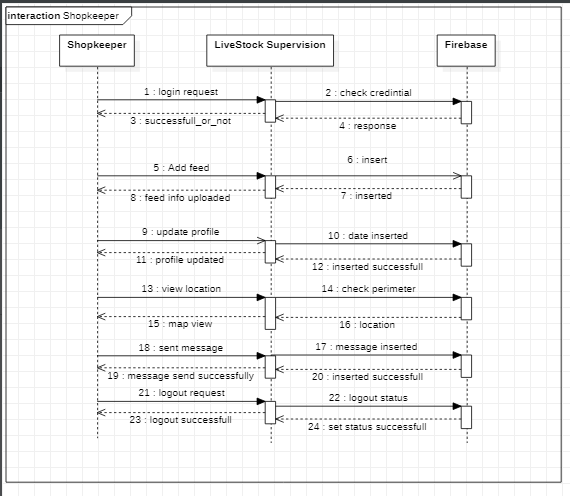 interaction Shopkeeper
Shopkeeper
LiveStock Supervision
Firebase
1 : login request
2 : check credintial
3 : successfull_or_not
4 : response
5 : Add feed
6 : insert
7 : inserted
8 : feed info uploaded
9 : update profile
10 : date inserted
11 : profile updated
12 : inserted successfull
13 : view location
14 : check perimeter
15 : map view
16 : location
17 : message inserted
18 : sent message
19 : message send successfully
20 : inserted successfull
21 : logout request
22 : logout status
23 : logout successfull
24 : set status successfull